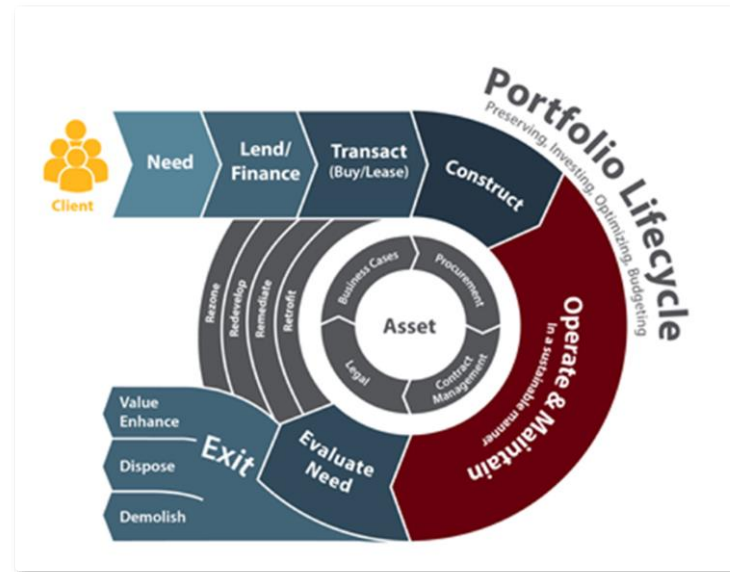 Portfolio Lifecycle
Preserving, Investing, Optimizing, Budgeting
Client
Need
Lend/
Finance
Transact
(Buy/Lease)
Construct
Operate & Maintain
In a sustainable manner
Evaluate
Need
Exit
Value
Enhance
Dispose
Demolish
Rezone
Redevelop
Remediate
Retrofit
Asset
Business Cases
Procurement
Contract
Management
Legal